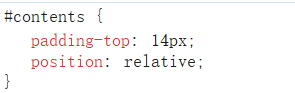 #contents {
padding-top: 14px;
position: relative;
}